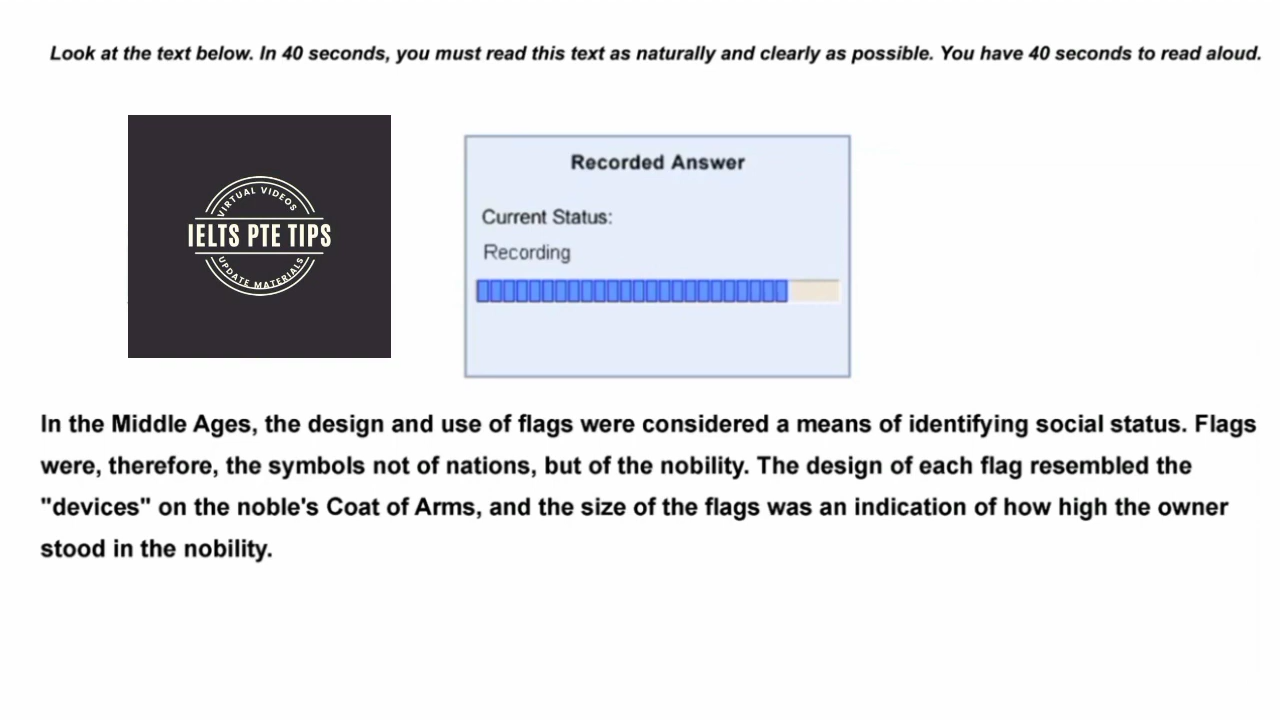 Look at the text below. In 40 seconds, you must read this text as naturally and clearly as possible. You have 40 seconds to read aloud.
VIRTUAL VIDEOS
IELTS PTE TIPS
UPDATE MATERIALS
Recorded Answer
Current Status:
Recording
In the Middle Ages, the design and use of flags were considered a means of identifying social status. Flags
were, therefore, the symbols not of nations, but of the nobility. The design of each flag resembled the
"devices" on the noble's Coat of Arms, and the size of the flags was an indication of how high the owner
stood in the nobility.